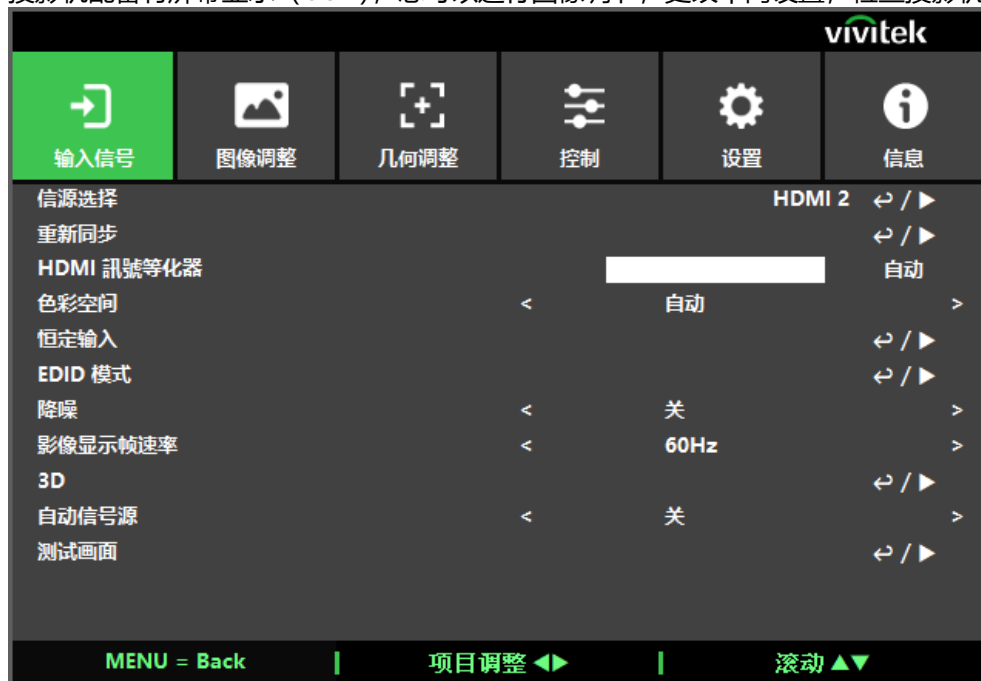 vivitek
输入信号 图像调整 几何调整 控制 设置 信息
信源选择 HDMI 2 ↩ / ▶
重新同步 ↩ / ▶
HDMI 訊號等化器 自动
色彩空间 < 自动 >
恒定输入 ↩ / ▶
EDID 模式 ↩ / ▶
降噪 < 关 >
影像显示帧速率 < 60Hz >
3D ↩ / ▶
自动信号源 < 关 >
测试画面 ↩ / ▶
MENU = Back | 项目调整 ◀▶ | 滚动 ▲▼